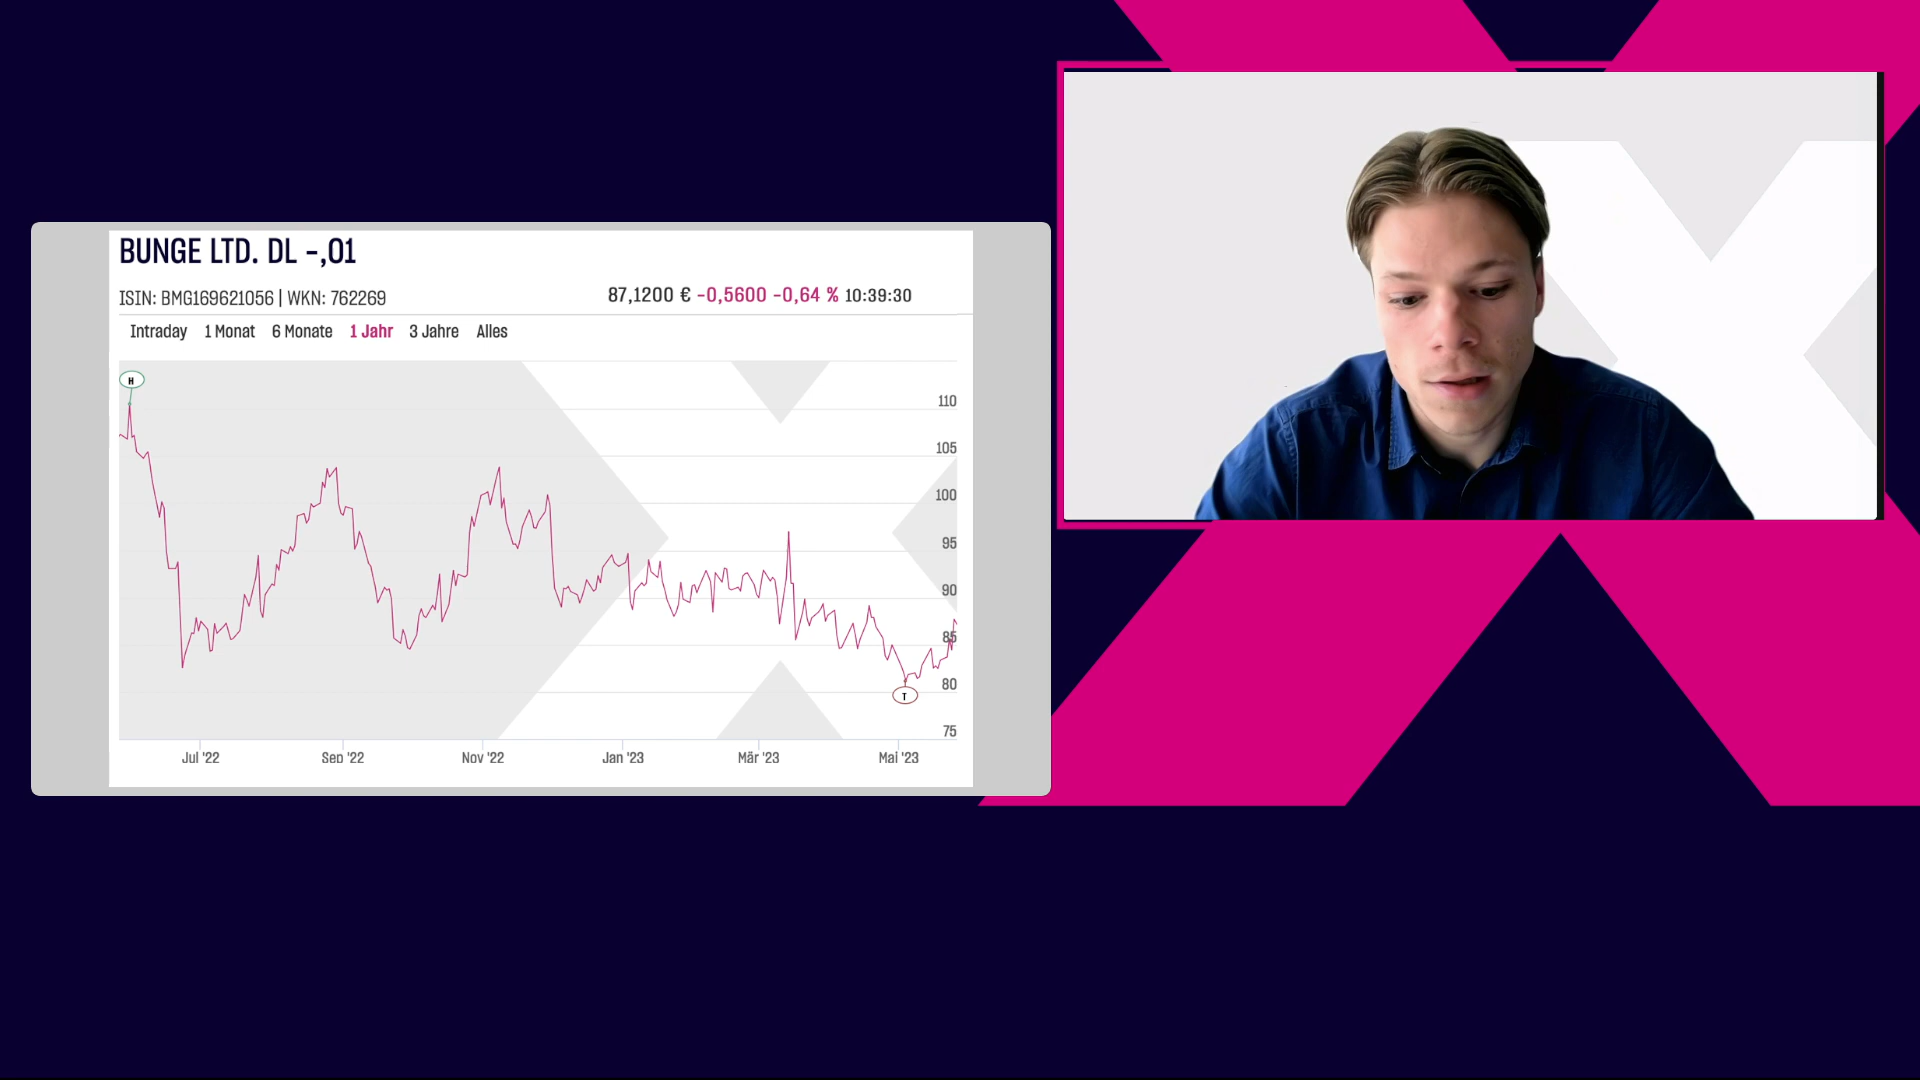 BUNGE LTD. DL -,01
ISIN: BMG169621056 | WKN: 762269
87,1200 € -0,5600 -0,64 % 10:39:30
Intraday 1 Monat 6 Monate 1 Jahr 3 Jahre Alles
H
110
105
100
95
90
85
80
T
75
Jul '22 Sep '22 Nov '22 Jan '23 Mär '23 Mai '23